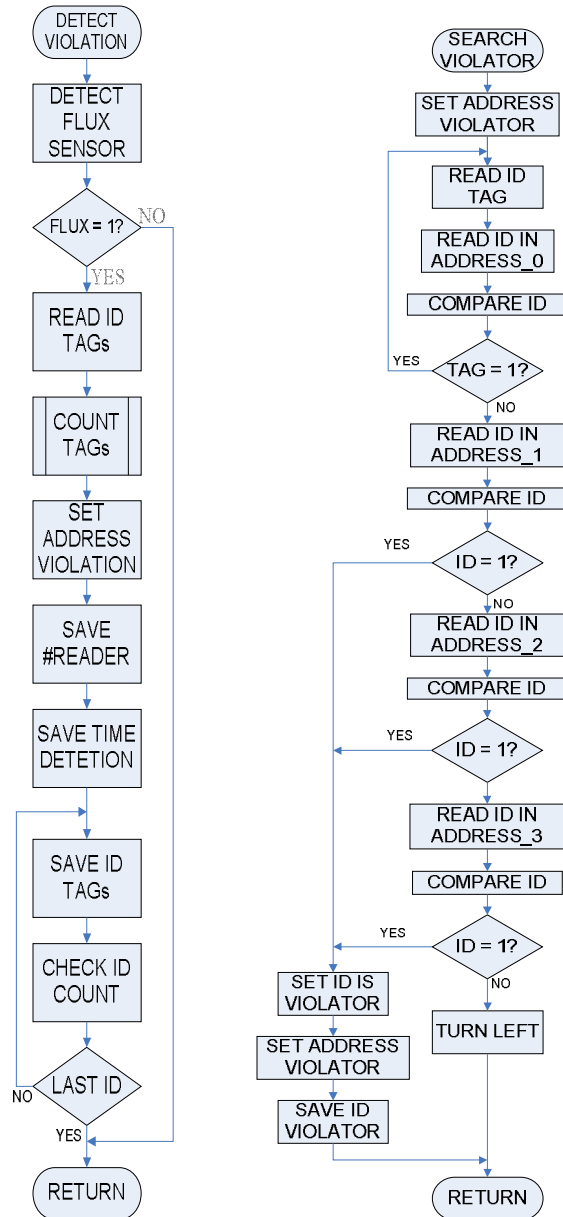 DETECT
VIOLATION
DETECT
FLUX
SENSOR
FLUX = 1?
NO
YES
READ ID
TAGs
COUNT
TAGs
SET
ADDRESS
VIOLATION
SAVE
#READER
SAVE TIME
DETETION
SAVE ID
TAGs
CHECK ID
COUNT
LAST ID
NO
YES
RETURN
SEARCH
VIOLATOR
SET ADDRESS
VIOLATOR
READ ID
TAG
READ ID IN
ADDRESS_0
COMPARE ID
YES
TAG = 1?
NO
READ ID IN
ADDRESS_1
COMPARE ID
YES
ID = 1?
NO
READ ID IN
ADDRESS_2
COMPARE ID
YES
ID = 1?
READ ID IN
ADDRESS_3
COMPARE ID
YES
ID = 1?
NO
SET ID IS
VIOLATOR
TURN LEFT
SET ADDRESS
VIOLATOR
SAVE ID
VIOLATOR
RETURN